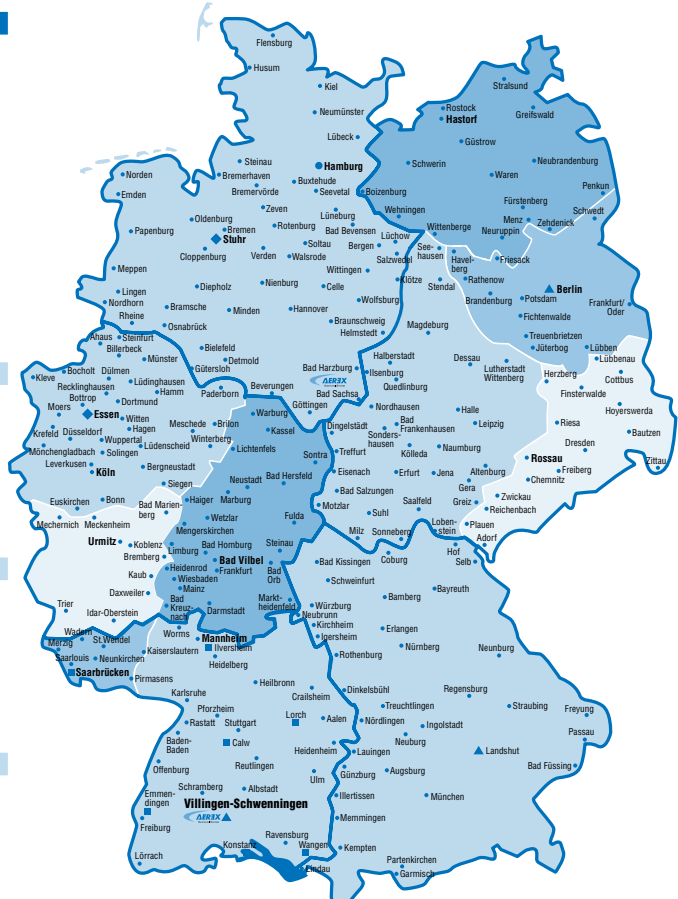 Flensburg
Husum
Kiel
Stralsund
Neumünster
Rostock
Hastorf
Greifswald
Lübeck
Güstrow
Steinau
Hamburg
Schwerin
Neubrandenburg
Norden
Bremerhaven
Buxtehude
Waren
Emden
Bremervörde
Seevetal
Boizenburg
Penkun
Zeven
Lüneburg
Wehningen
Fürstenberg
Schwedt
Oldenburg
Rotenburg
Bad Bevensen
Menz
Zehdenick
Papenburg
Bremen
Wittenberge
Neuruppin
Stuhr
Lüchow
Soltau
Bergen
See-
hausen
Havel-
berg
Friesack
Cloppenburg
Verden
Walsrode
Salzwedel
Meppen
Wittingen
Klötze
Rathenow
Stendal
Lingen
Diepholz
Nienburg
Celle
Berlin
Nordhorn
Wolfsburg
Brandenburg
Potsdam
Frankfurt/
Oder
Rheine
Bramsche
Minden
Hannover
Fichtenwalde
Osnabrück
Braunschweig
Magdeburg
Helmstedt
Treuenbrietzen
Ahaus
Steinfurt
Billerbeck
Bielefeld
Jüterbog
Lübben
Münster
Detmold
Halberstadt
Dessau
Lübbenau
Bocholt
Dülmen
Gütersloh
Bad Harzburg
Ilsenburg
Lutherstadt
Wittenberg
Kleve
Lüdinghausen
AEREX
Quedlinburg
Herzberg
Cottbus
Recklinghausen
Hamm
Paderborn
Beverungen
Bad Sachsa
Finsterwalde
Bottrop
Dortmund
Göttingen
Nordhausen
Hoyerswerda
Moers
Essen
Witten
Warburg
Halle
Hagen
Meschede
Brilon
Dingelstädt
Bad
Frankenhausen
Leipzig
Riesa
Krefeld
Düsseldorf
Wuppertal
Winterberg
Kassel
Sonders-
hausen
Bautzen
Mönchengladbach
Solingen
Lüdenscheid
Lichtenfels
Treffurt
Kölleda
Naumburg
Dresden
Leverkusen
Bergneustadt
Sontra
Rossau
Zittau
Köln
Neustadt
Bad Hersfeld
Eisenach
Erfurt
Jena
Altenburg
Freiberg
Siegen
Chemnitz
Euskirchen
Bonn
Haiger
Marburg
Bad Salzungen
Gera
Zwickau
Bad Marien-
berg
Motzlar
Saalfeld
Greiz
Reichenbach
Mechernich
Meckenheim
Wetzlar
Fulda
Suhl
Loben-
stein
Plauen
Mengerskirchen
Milz
Sonneberg
Adorf
Urmitz
Koblenz
Limburg
Bad Homburg
Steinau
Hof
Bremberg
Bad Vilbel
Bad Kissingen
Coburg
Selb
Kaub
Heidenrod
Frankfurt
Bad
Orb
Wiesbaden
Schweinfurt
Daxweiler
Mainz
Bayreuth
Trier
Bad
Kreuz-
nach
Darmstadt
Markt-
heidenfeld
Würzburg
Bamberg
Idar-Oberstein
Neubrunn
Kirchheim
Wadern
Worms
Mannheim
Igersheim
Erlangen
Merzig
St.Wendel
Ilversheim
Nürnberg
Neunburg
Saarlouis
Neunkirchen
Kaiserslautern
Heidelberg
Rothenburg
Saarbrücken
Pirmasens
Heilbronn
Dinkelsbühl
Regensburg
Karlsruhe
Crailsheim
Treuchtlingen
Straubing
Freyung
Pforzheim
Lorch
Rastatt
Stuttgart
Aalen
Nördlingen
Ingolstadt
Passau
Baden-
Baden
Calw
Neuburg
Heidenheim
Lauingen
Landshut
Offenburg
Reutlingen
Günzburg
Augsburg
Bad Füssing
Ulm
Schramberg
Albstadt
Illertissen
München
Emmen-
dingen
Villingen-Schwenningen
AEREX
Memmingen
Freiburg
Ravensburg
Konstanz
Wangen
Kempten
Lörrach
Partenkirchen
Lindau
Garmisch